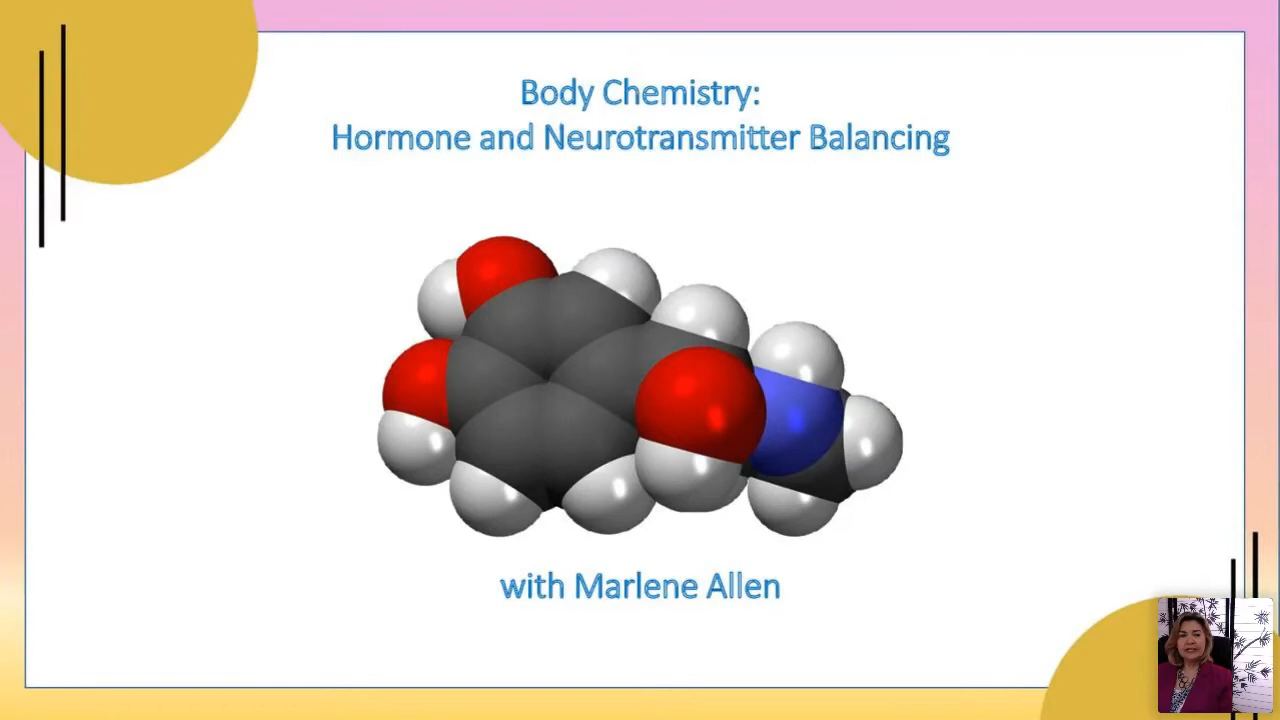 Body Chemistry:
Hormone and Neurotransmitter Balancing
with Marlene Allen